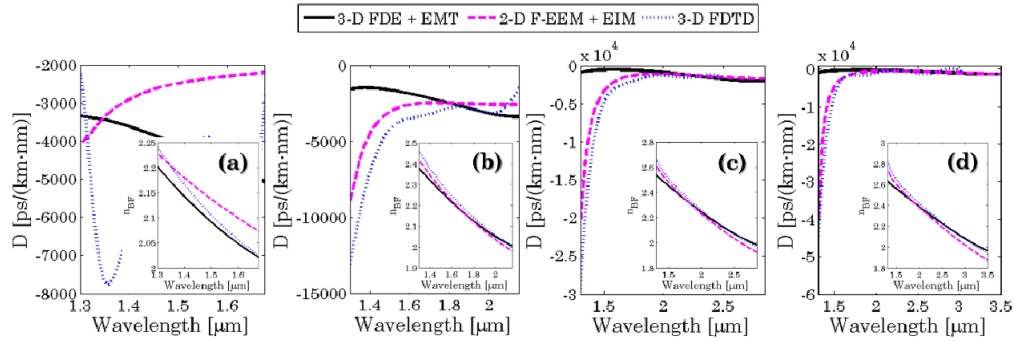 3-D FDE + EMT 2-D F-EEM + EIM 3-D FDTD
-2000
-3000
-4000
-5000
-6000
-7000
-8000
1.3 1.4 1.5 1.6
D [ps/(km·nm)]
Wavelength [µm]
(a)
2.25
2.2
2.15
2.1
2.05
2
1.3 1.4 1.5 1.6
n_BF
Wavelength [µm]
0
-5000
-10000
-15000
1.4 1.6 1.8 2
D [ps/(km·nm)]
Wavelength [µm]
(b)
2.5
2.4
2.3
2.2
2.1
2
1.9
1.4 1.6 1.8 2
n_BF
Wavelength [µm]
x 10^4
0
-0.5
-1
-1.5
-2
-2.5
-3
1.5 2 2.5
D [ps/(km·nm)]
Wavelength [µm]
(c)
2.8
2.6
2.4
2.2
2
1.8
1.5 2 2.5
n_BF
Wavelength [µm]
x 10^4
0
-1
-2
-3
-4
-5
-6
1.5 2 2.5 3 3.5
D [ps/(km·nm)]
Wavelength [µm]
(d)
3
2.8
2.6
2.4
2.2
2
1.8
1.5 2 2.5 3 3.5
n_BF
Wavelength [µm]